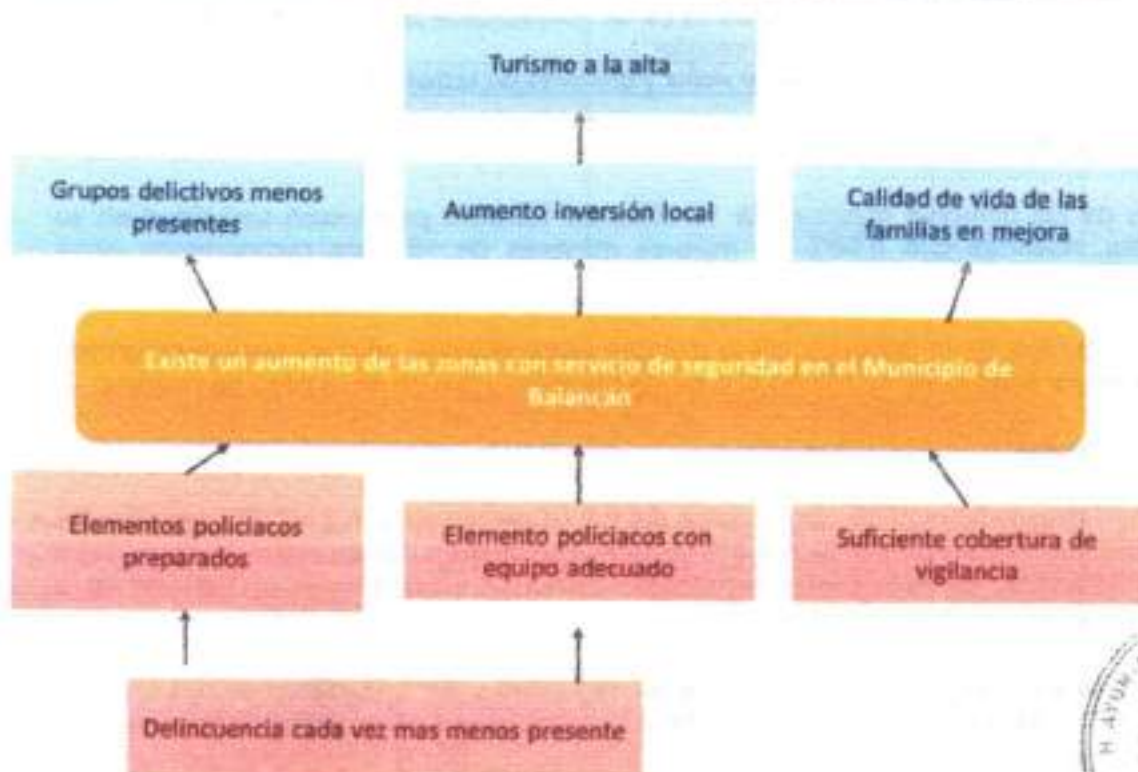 Turismo a la alta
Grupos delictivos menos
presentes
Aumento inversión local
Calidad de vida de las
familias en mejora
Existe un aumento de las zonas con servicio de seguridad en el Municipio de
Balancán
Elementos policiacos
preparados
Elemento policiacos con
equipo adecuado
Suficiente cobertura de
vigilancia
Delincuencia cada vez mas menos presente
H. AYUN